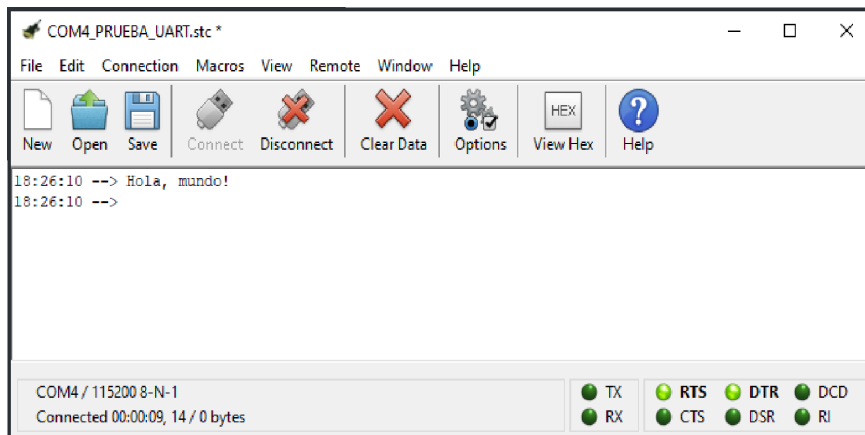 COM4_PRUEBA_UART.stc *
File Edit Connection Macros View Remote Window Help
HEX
New Open Save Connect Disconnect Clear Data Options View Hex Help
18:26:10 --> Hola, mundo!
18:26:10 -->
COM4 / 115200 8-N-1 TX RTS DTR DCD
Connected 00:00:09, 14 / 0 bytes RX CTS DSR RI